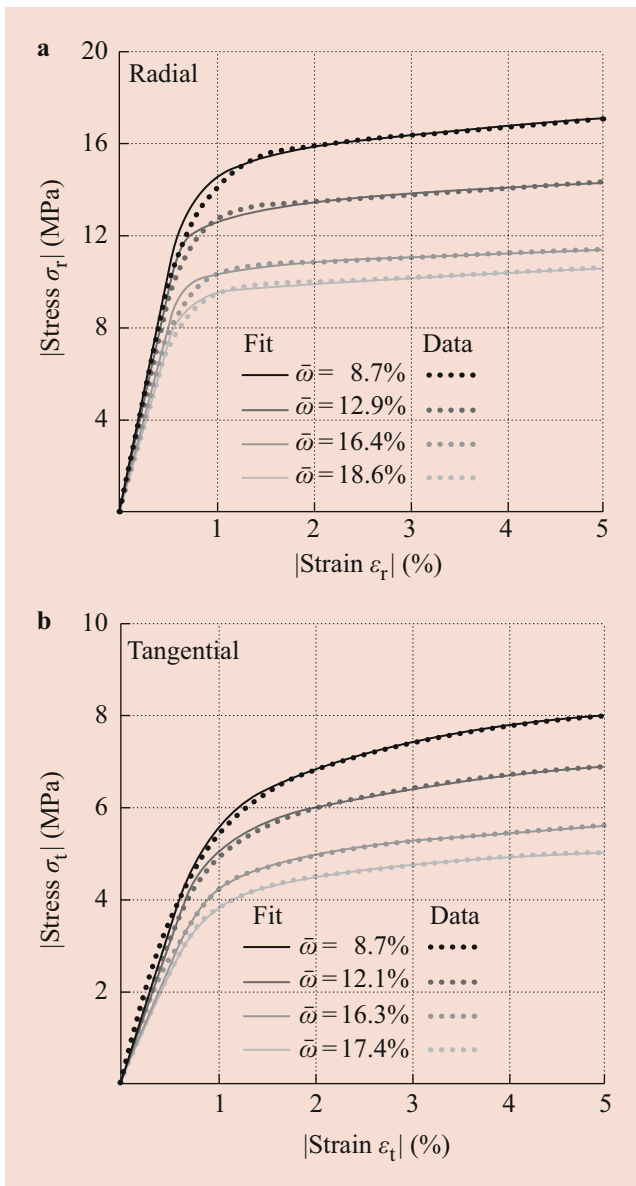 a
20
Radial
16
12
8
4
|Stress σr| (MPa)
Fit Data
ω̄ = 8.7%
ω̄ = 12.9%
ω̄ = 16.4%
ω̄ = 18.6%
1 2 3 4 5
|Strain εr| (%)
b
10
Tangential
8
6
4
2
|Stress σt| (MPa)
Fit Data
ω̄ = 8.7%
ω̄ = 12.1%
ω̄ = 16.3%
ω̄ = 17.4%
1 2 3 4 5
|Strain εt| (%)